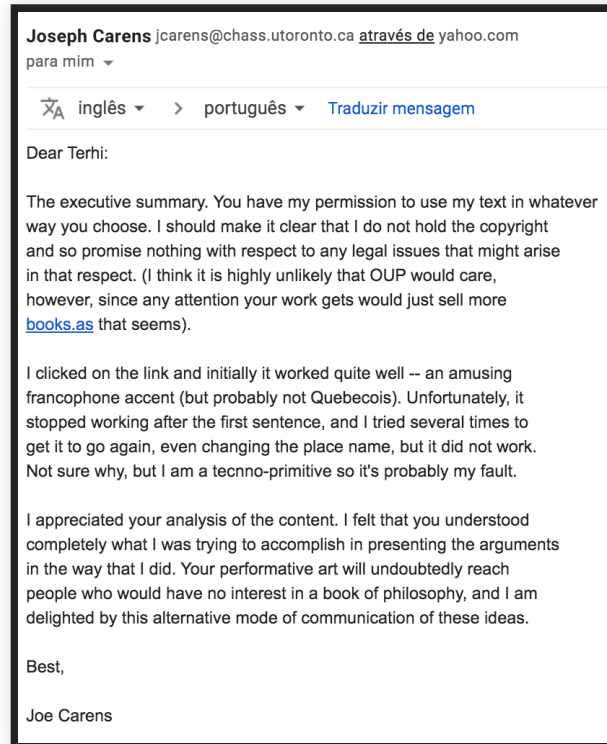 Joseph Carens jcarens@chass.utoronto.ca através de yahoo.com
para mim
inglês > português Traduzir mensagem
Dear Terhi:
The executive summary. You have my permission to use my text in whatever
way you choose. I should make it clear that I do not hold the copyright
and so promise nothing with respect to any legal issues that might arise
in that respect. (I think it is highly unlikely that OUP would care,
however, since any attention your work gets would just sell more
books.as that seems).
I clicked on the link and initially it worked quite well -- an amusing
francophone accent (but probably not Quebecois). Unfortunately, it
stopped working after the first sentence, and I tried several times to
get it to go again, even changing the place name, but it did not work.
Not sure why, but I am a tecnno-primitive so it's probably my fault.
I appreciated your analysis of the content. I felt that you understood
completely what I was trying to accomplish in presenting the arguments
in the way that I did. Your performative art will undoubtedly reach
people who would have no interest in a book of philosophy, and I am
delighted by this alternative mode of communication of these ideas.
Best,
Joe Carens